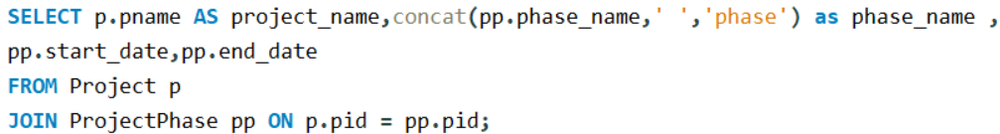 SELECT p.pname AS project_name,concat(pp.phase_name,' ','phase') as phase_name ,
pp.start_date,pp.end_date
FROM Project p
JOIN ProjectPhase pp ON p.pid = pp.pid;